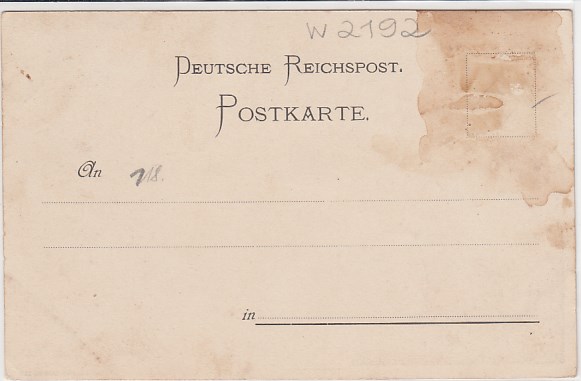 W 2192
DEUTSCHE REICHSPOST.
POSTKARTE.
An
in